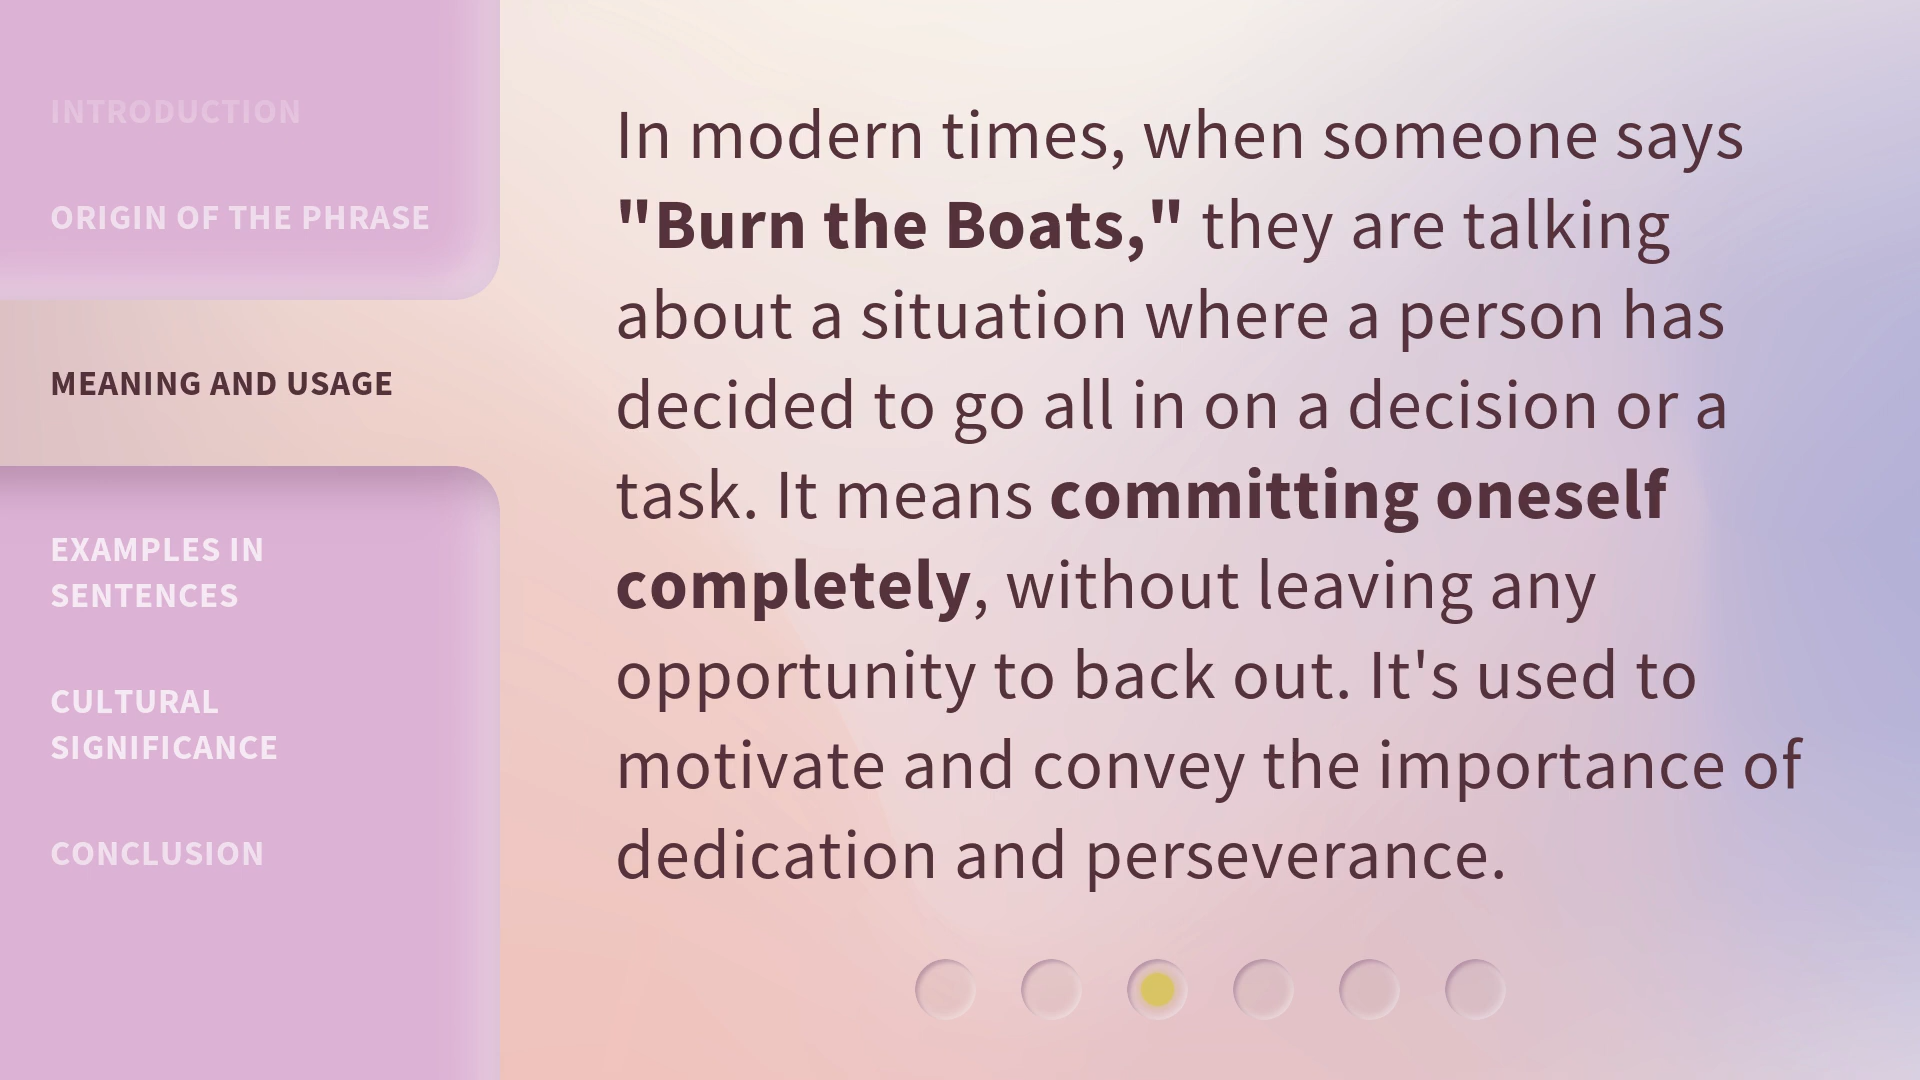 INTRODUCTION
ORIGIN OF THE PHRASE
MEANING AND USAGE
EXAMPLES IN
SENTENCES
CULTURAL
SIGNIFICANCE
CONCLUSION
In modern times, when someone says
"Burn the Boats," they are talking
about a situation where a person has
decided to go all in on a decision or a
task. It means committing oneself
completely, without leaving any
opportunity to back out. It's used to
motivate and convey the importance of
dedication and perseverance.